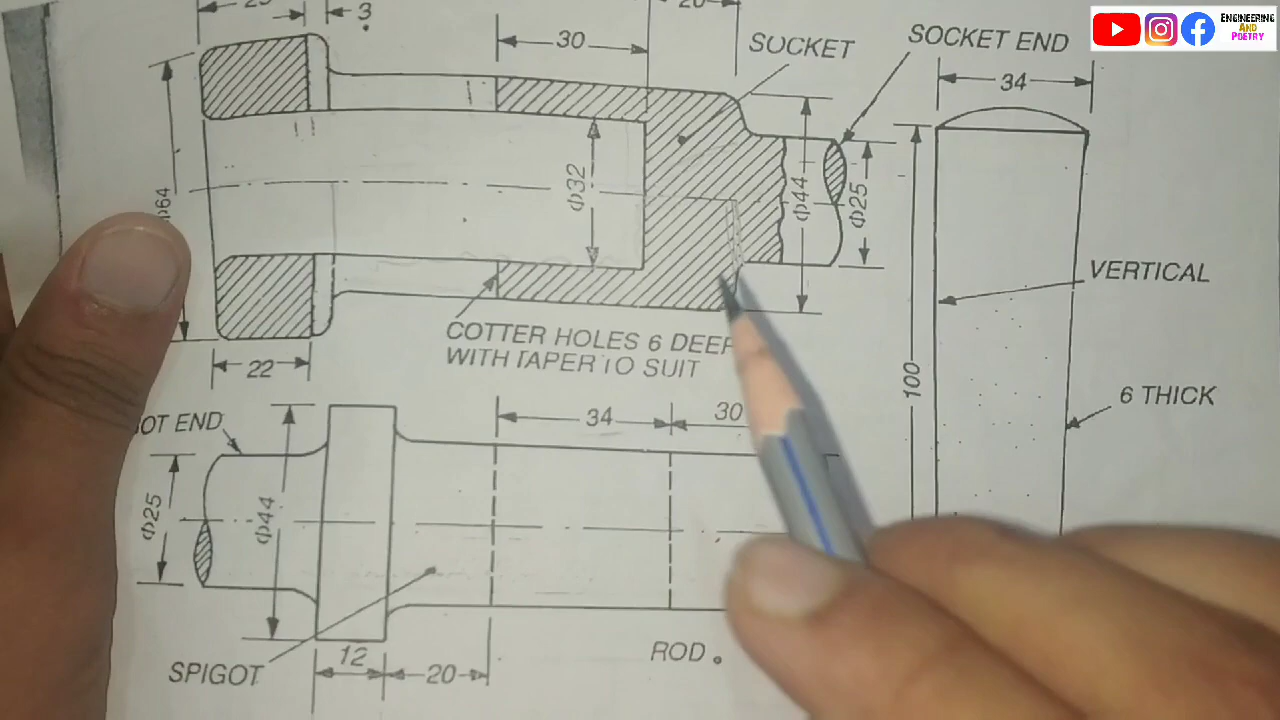 3
30
SOCKET
SOCKET END
ENGINEERING
AND
POETRY
34
Φ32
Φ44
Φ25
VERTICAL
COTTER HOLES 6 DEEP
WITH TAPER TO SUIT
22
100
6 THICK
34
30
Φ25
Φ44
SPIGOT
12
20
ROD